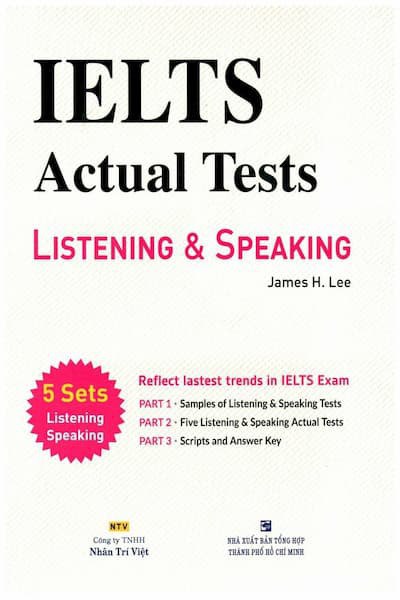 IELTS
Actual Tests
LISTENING & SPEAKING
James H. Lee
5 Sets
Listening
Speaking
Reflect lastest trends in IELTS Exam
PART 1 · Samples of Listening & Speaking Tests
PART 2 · Five Listening & Speaking Actual Tests
PART 3 · Scripts and Answer Key
NTV
Công ty TNHH
Nhân Trí Việt
NHÀ XUẤT BẢN TỔNG HỢP
THÀNH PHỐ HỒ CHÍ MINH